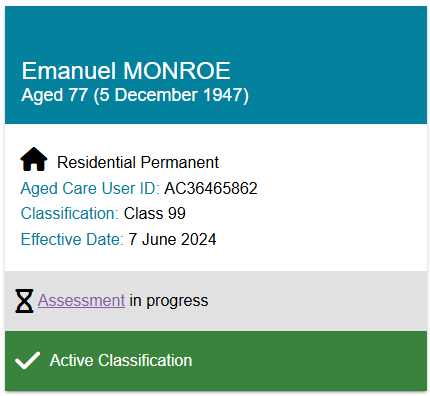 Emanuel MONROE
Aged 77 (5 December 1947)
Residential Permanent
Aged Care User ID: AC36465862
Classification: Class 99
Effective Date: 7 June 2024
Assessment in progress
Active Classification